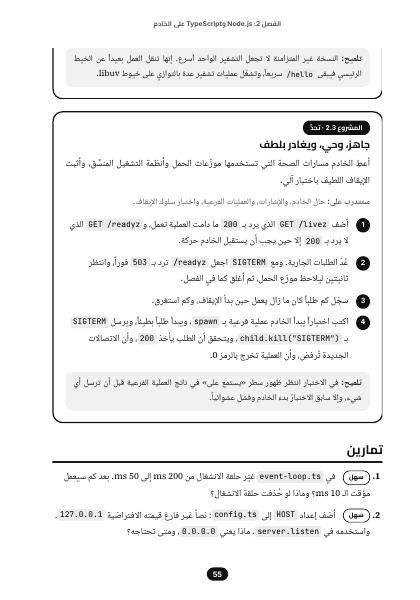 الفصل 2: Node.js وTypeScript على الخادم
تلميح: النسخة غير المتزامنة لا تجعل التشفير الواحد أسرع. إنها تنقل العمل بعيداً عن الخيط
الرئيسي فيبقى /hello سريعاً، وتشغّل عمليات تشفير عدة بالتوازي على خيوط libuv.
المشروع 2.3 · تحدٍّ
جاهز، وحي، ويغادر بلطف
أعطِ الخادم مسارات الصحة التي تستخدمها موزّعات الحمل وأنظمة التشغيل المنسّق، وأثبت
الإيقاف اللطيف باختبار آلي.
ستتدرب على: حال الخادم، والإشارات، والعمليات الفرعية، واختبار سلوك الإيقاف.
1 أضف GET /livez الذي يرد بـ 200 ما دامت العملية تعمل، و GET /readyz الذي
لا يرد بـ 200 إلا حين يجب أن يستقبل الخادم حركة.
2 عُدّ الطلبات الجارية. ومع SIGTERM اجعل /readyz ترد بـ 503 فوراً، وانتظر
ثانيتين ليلاحظ موزّع الحمل، ثم أغلق كما في الفصل.
3 سجّل كم طلباً كان ما زال يعمل حين بدأ الإيقاف، وكم استغرق.
4 اكتب اختباراً يبدأ الخادم عملية فرعية بـ spawn، ويبدأ طلباً بطيئاً، ويرسل SIGTERM
بـ child.kill("SIGTERM")، ويتحقق أن الطلب يأخذ 200، وأن الاتصالات
الجديدة تُرفض، وأن العملية تخرج بالرمز 0.
تلميح: في الاختبار انتظر ظهور سطر «يستمع على» في ناتج العملية الفرعية قبل أن ترسل أي
شيء، وإلا سابق الاختبارُ بدء الخادم وفشل عشوائياً.
تمارين
1. سهل في event-loop.ts غيّر حلقة الانشغال من 200 ms إلى 50 ms. بعد كم سيعمل
مؤقت الـ 10 ms؟ وماذا لو حُذفت حلقة الانشغال؟
2. سهل أضف إعداد HOST إلى config.ts: نصاً غير فارغ قيمته الافتراضية 127.0.0.1.
واستخدمه في server.listen. ماذا يعني 0.0.0.0، ومتى تحتاجه؟
55